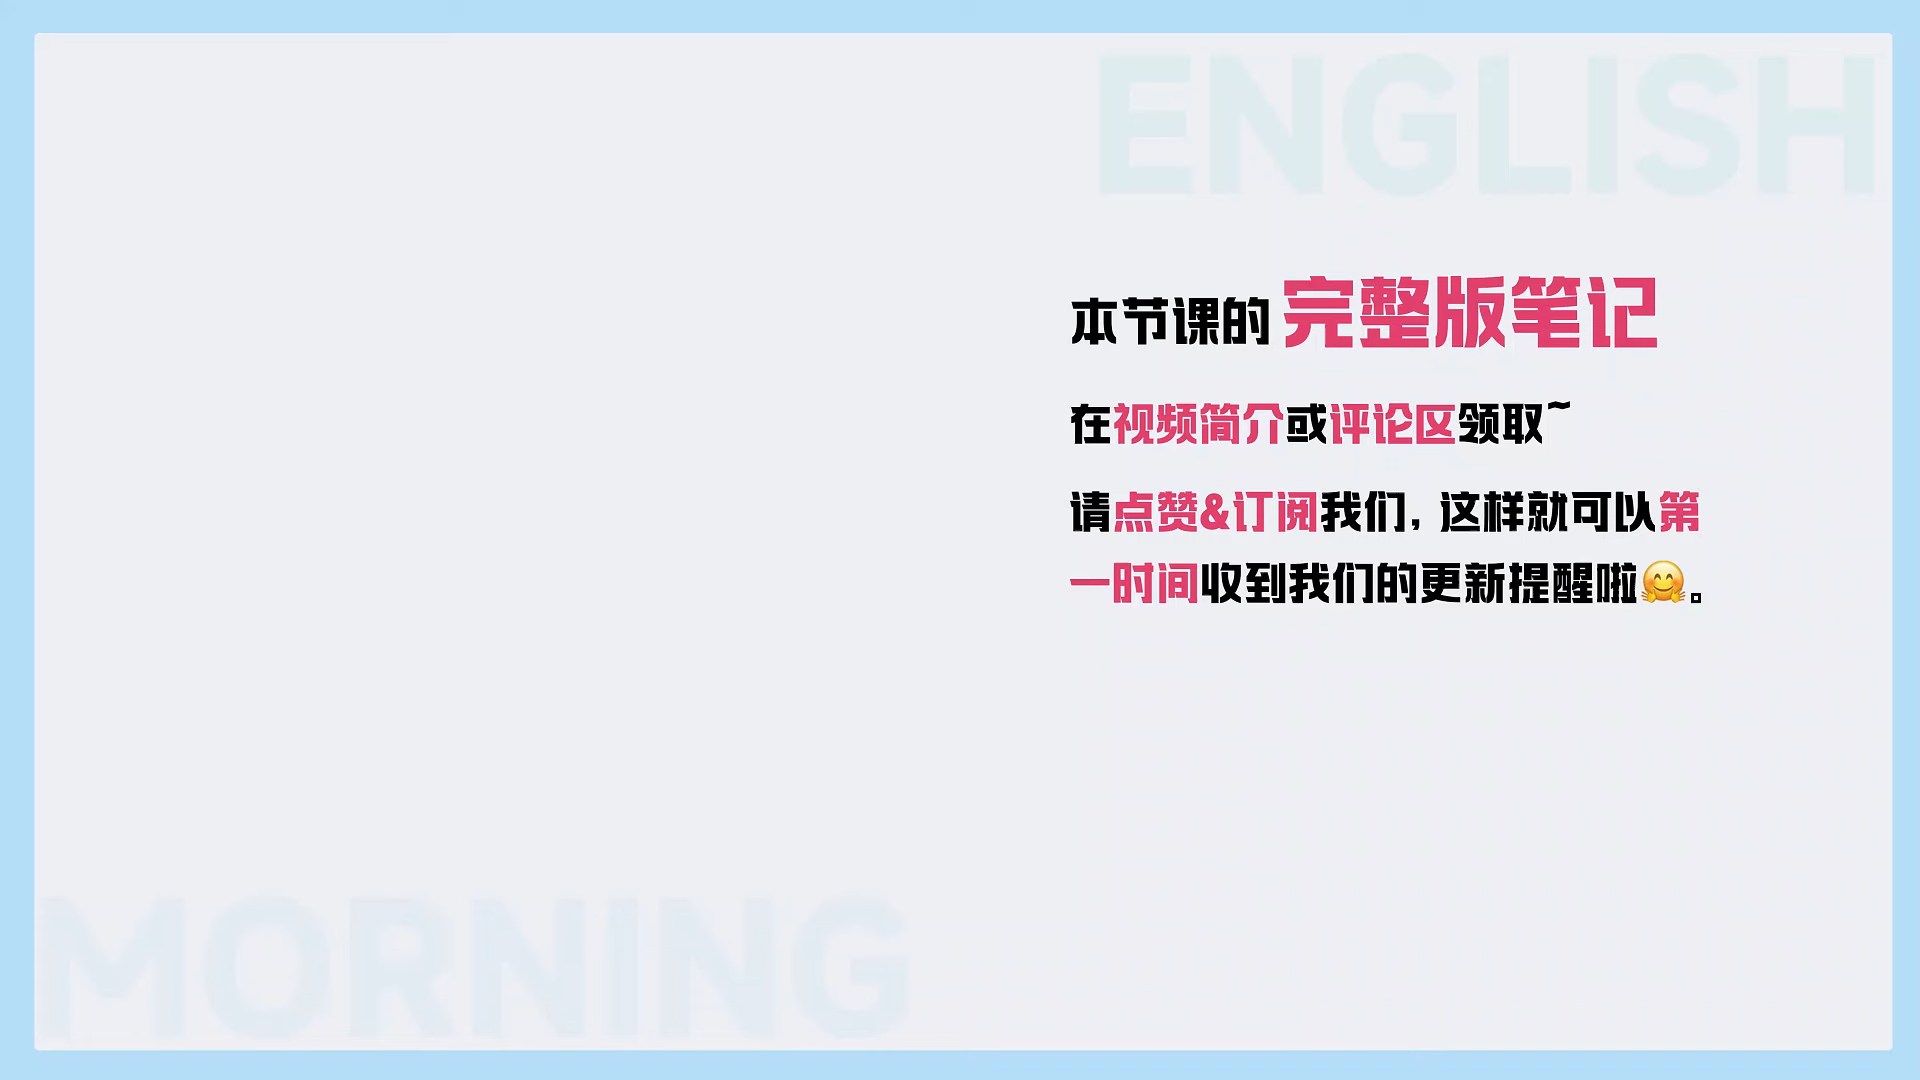 ENGLISH
本节课的 完整版笔记
在视频简介或评论区领取~
请点赞&订阅我们，这样就可以第
一时间收到我们的更新提醒啦🤗。
MORNING